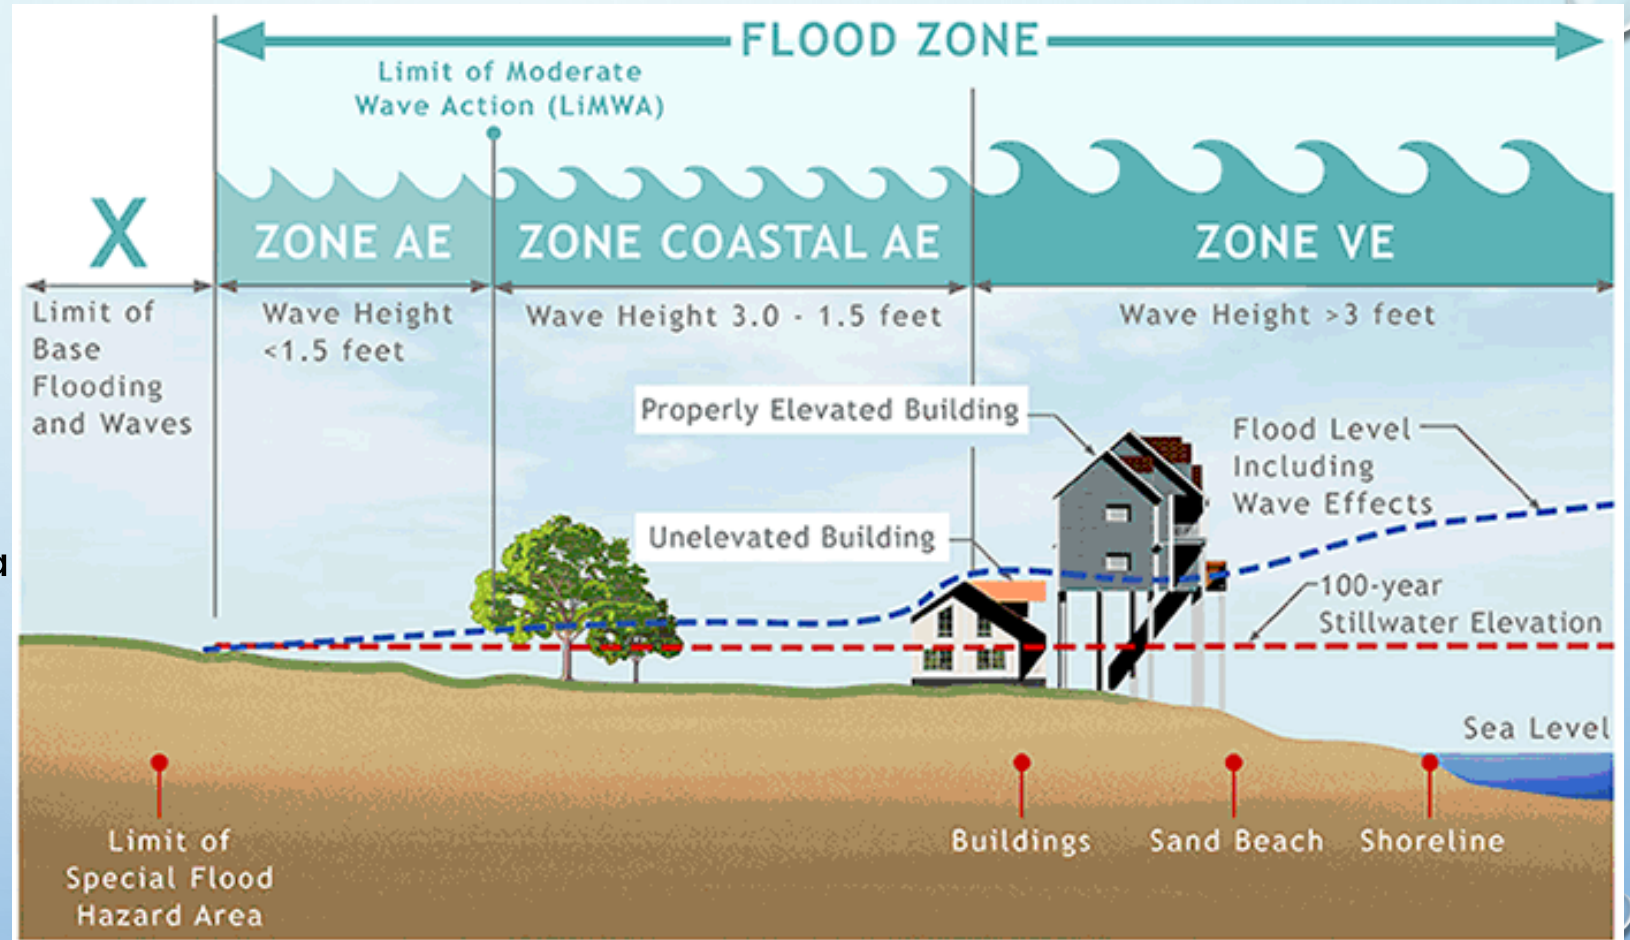 FLOOD ZONE
Limit of Moderate
Wave Action (LiMWA)
X
ZONE AE
ZONE COASTAL AE
ZONE VE
Limit of
Base
Flooding
and Waves
Wave Height
<1.5 feet
Wave Height 3.0 - 1.5 feet
Wave Height >3 feet
Properly Elevated Building
Flood Level
Including
Wave Effects
Unelevated Building
100-year
Stillwater Elevation
Sea Level
Limit of
Special Flood
Hazard Area
Buildings
Sand Beach
Shoreline